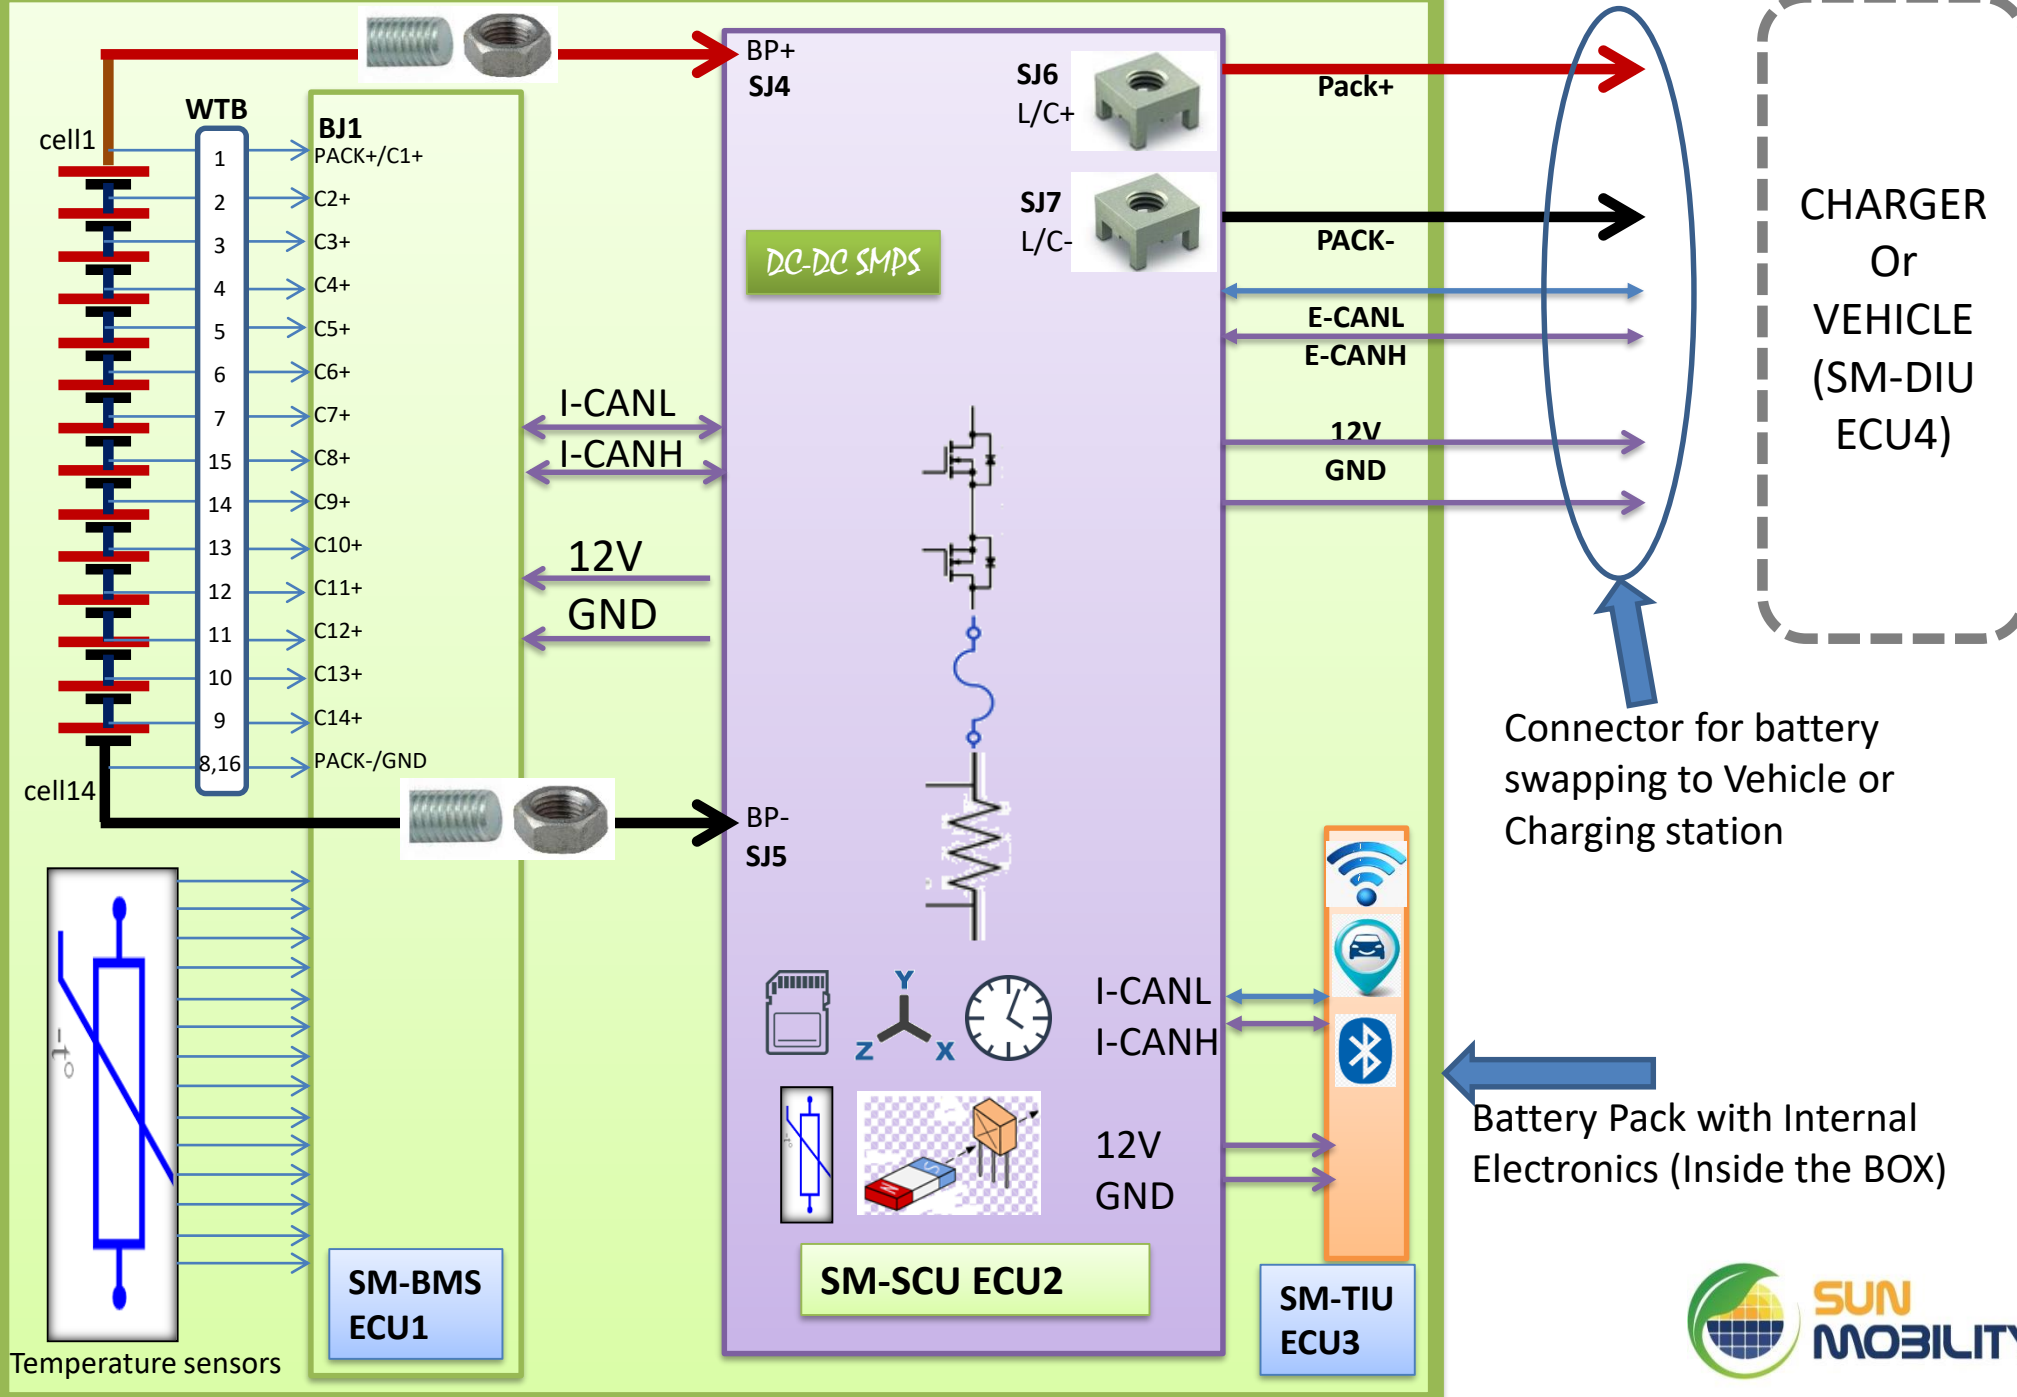 BP+
SJ4
SJ6
L/C+
Pack+
WTB
BJ1
cell1
1
PACK+/C1+
2
C2+
3
C3+
4
C4+
5
C5+
6
C6+
7
C7+
15
C8+
14
C9+
13
C10+
12
C11+
11
C12+
10
C13+
9
C14+
8,16
PACK-/GND
cell14
SJ7
L/C-
PACK-
DC-DC SMPS
E-CANL
E-CANH
12V
GND
I-CANL
I-CANH
12V
GND
CHARGER
Or
VEHICLE
(SM-DIU
ECU4)
Connector for battery
swapping to Vehicle or
Charging station
BP-
SJ5
-t°
Y
Z
X
I-CANL
I-CANH
-t°
N
S
12V
GND
Battery Pack with Internal
Electronics (Inside the BOX)
SM-BMS
ECU1
SM-SCU ECU2
SM-TIU
ECU3
Temperature sensors
SUN
MOBILITY